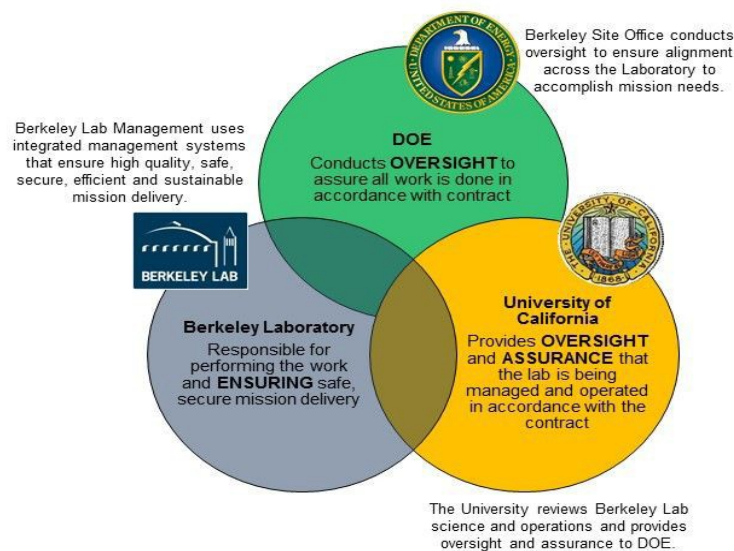 DEPARTMENT OF ENERGY
UNITED STATES OF AMERICA
Berkeley Site Office conducts
oversight to ensure alignment
across the Laboratory to
accomplish mission needs.
Berkeley Lab Management uses
integrated management systems
that ensure high quality, safe,
secure, efficient and sustainable
mission delivery.
BERKELEY LAB
DOE
Conducts OVERSIGHT to
assure all work is done in
accordance with contract
THE UNIVERSITY OF CALIFORNIA
1868
Berkeley Laboratory
Responsible for
performing the work
and ENSURING safe,
secure mission delivery
University of
California
Provides OVERSIGHT
and ASSURANCE that
the lab is being
managed and operated
in accordance with the
contract
The University reviews Berkeley Lab
science and operations and provides
oversight and assurance to DOE.